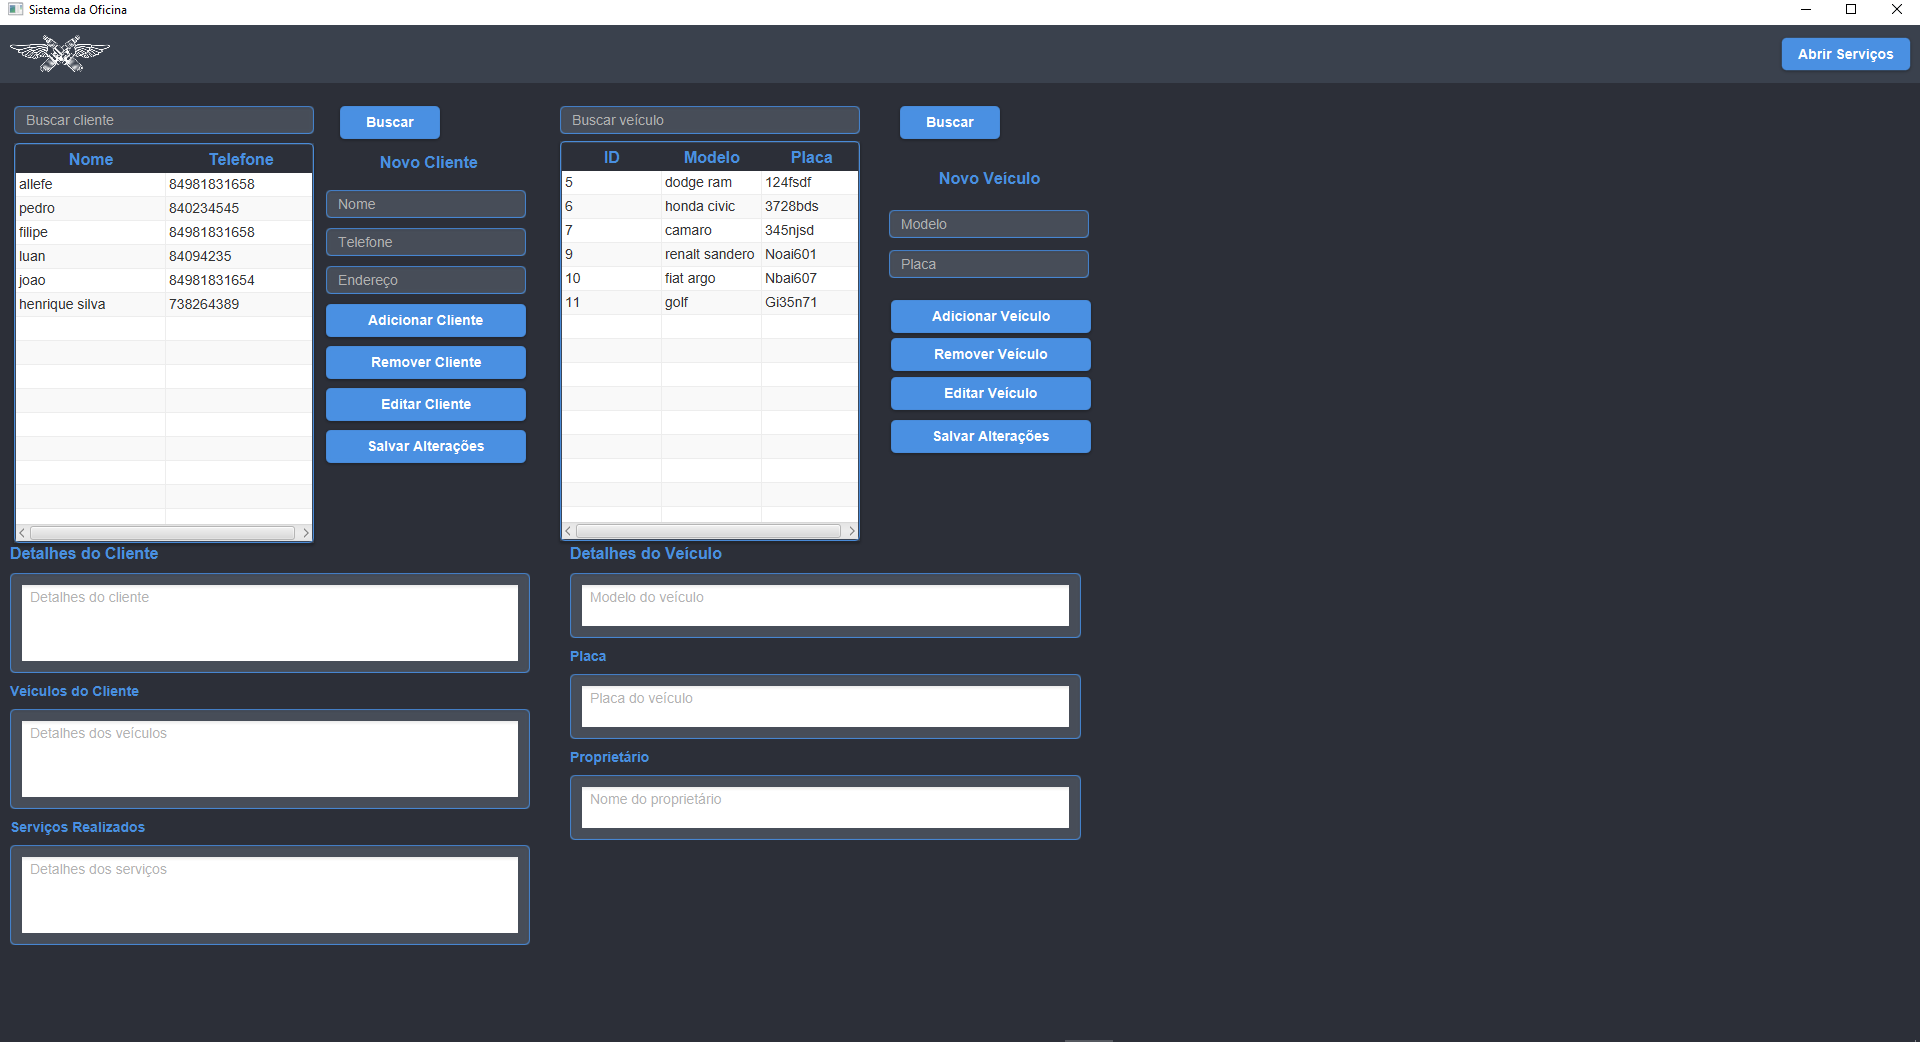 Sistema da Oficina
Abrir Serviços
Buscar cliente
Buscar
Nome Telefone
allefe 84981831658
pedro 840234545
filipe 84981831658
luan 84094235
joao 84981831654
henrique silva 738264389
Novo Cliente
Nome
Telefone
Endereço
Adicionar Cliente
Remover Cliente
Editar Cliente
Salvar Alterações
Buscar veículo
Buscar
ID Modelo Placa
5 dodge ram 124fsdf
6 honda civic 3728bds
7 camaro 345njsd
9 renalt sandero Noai601
10 fiat argo Nbai607
11 golf Gi35n71
Novo Veículo
Modelo
Placa
Adicionar Veículo
Remover Veículo
Editar Veículo
Salvar Alterações
Detalhes do Cliente
Detalhes do cliente
Veículos do Cliente
Detalhes dos veículos
Serviços Realizados
Detalhes dos serviços
Detalhes do Veículo
Modelo do veículo
Placa
Placa do veículo
Proprietário
Nome do proprietário